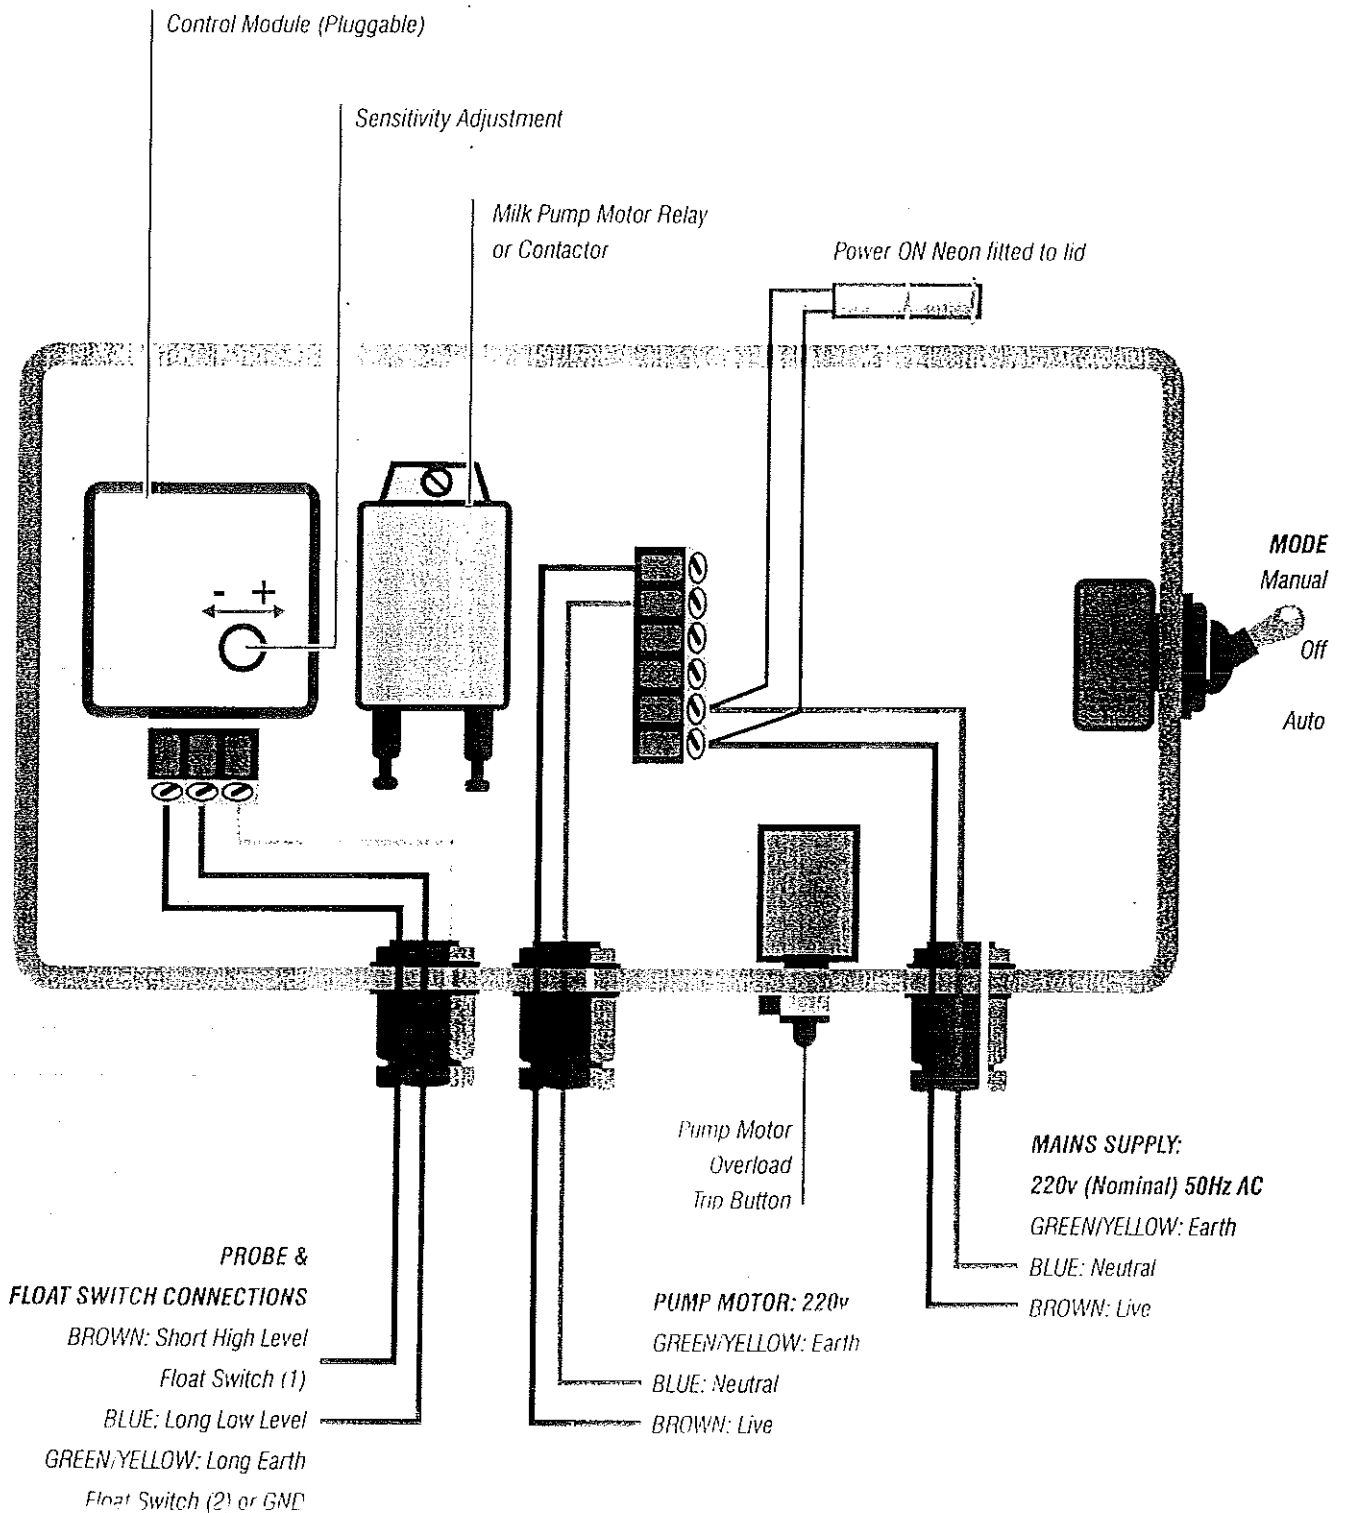 Control Module (Pluggable)
Sensitivity Adjustment
Milk Pump Motor Relay
or Contactor
Power ON Neon fitted to lid
- +
MODE
Manual
Off
Auto
Pump Motor
Overload
Trip Button
MAINS SUPPLY:
220v (Nominal) 50Hz AC
GREEN/YELLOW: Earth
BLUE: Neutral
BROWN: Live
PROBE &
FLOAT SWITCH CONNECTIONS
BROWN: Short High Level
Float Switch (1)
BLUE: Long Low Level
GREEN/YELLOW: Long Earth
Float Switch (2) or GND
PUMP MOTOR: 220v
GREEN/YELLOW: Earth
BLUE: Neutral
BROWN: Live